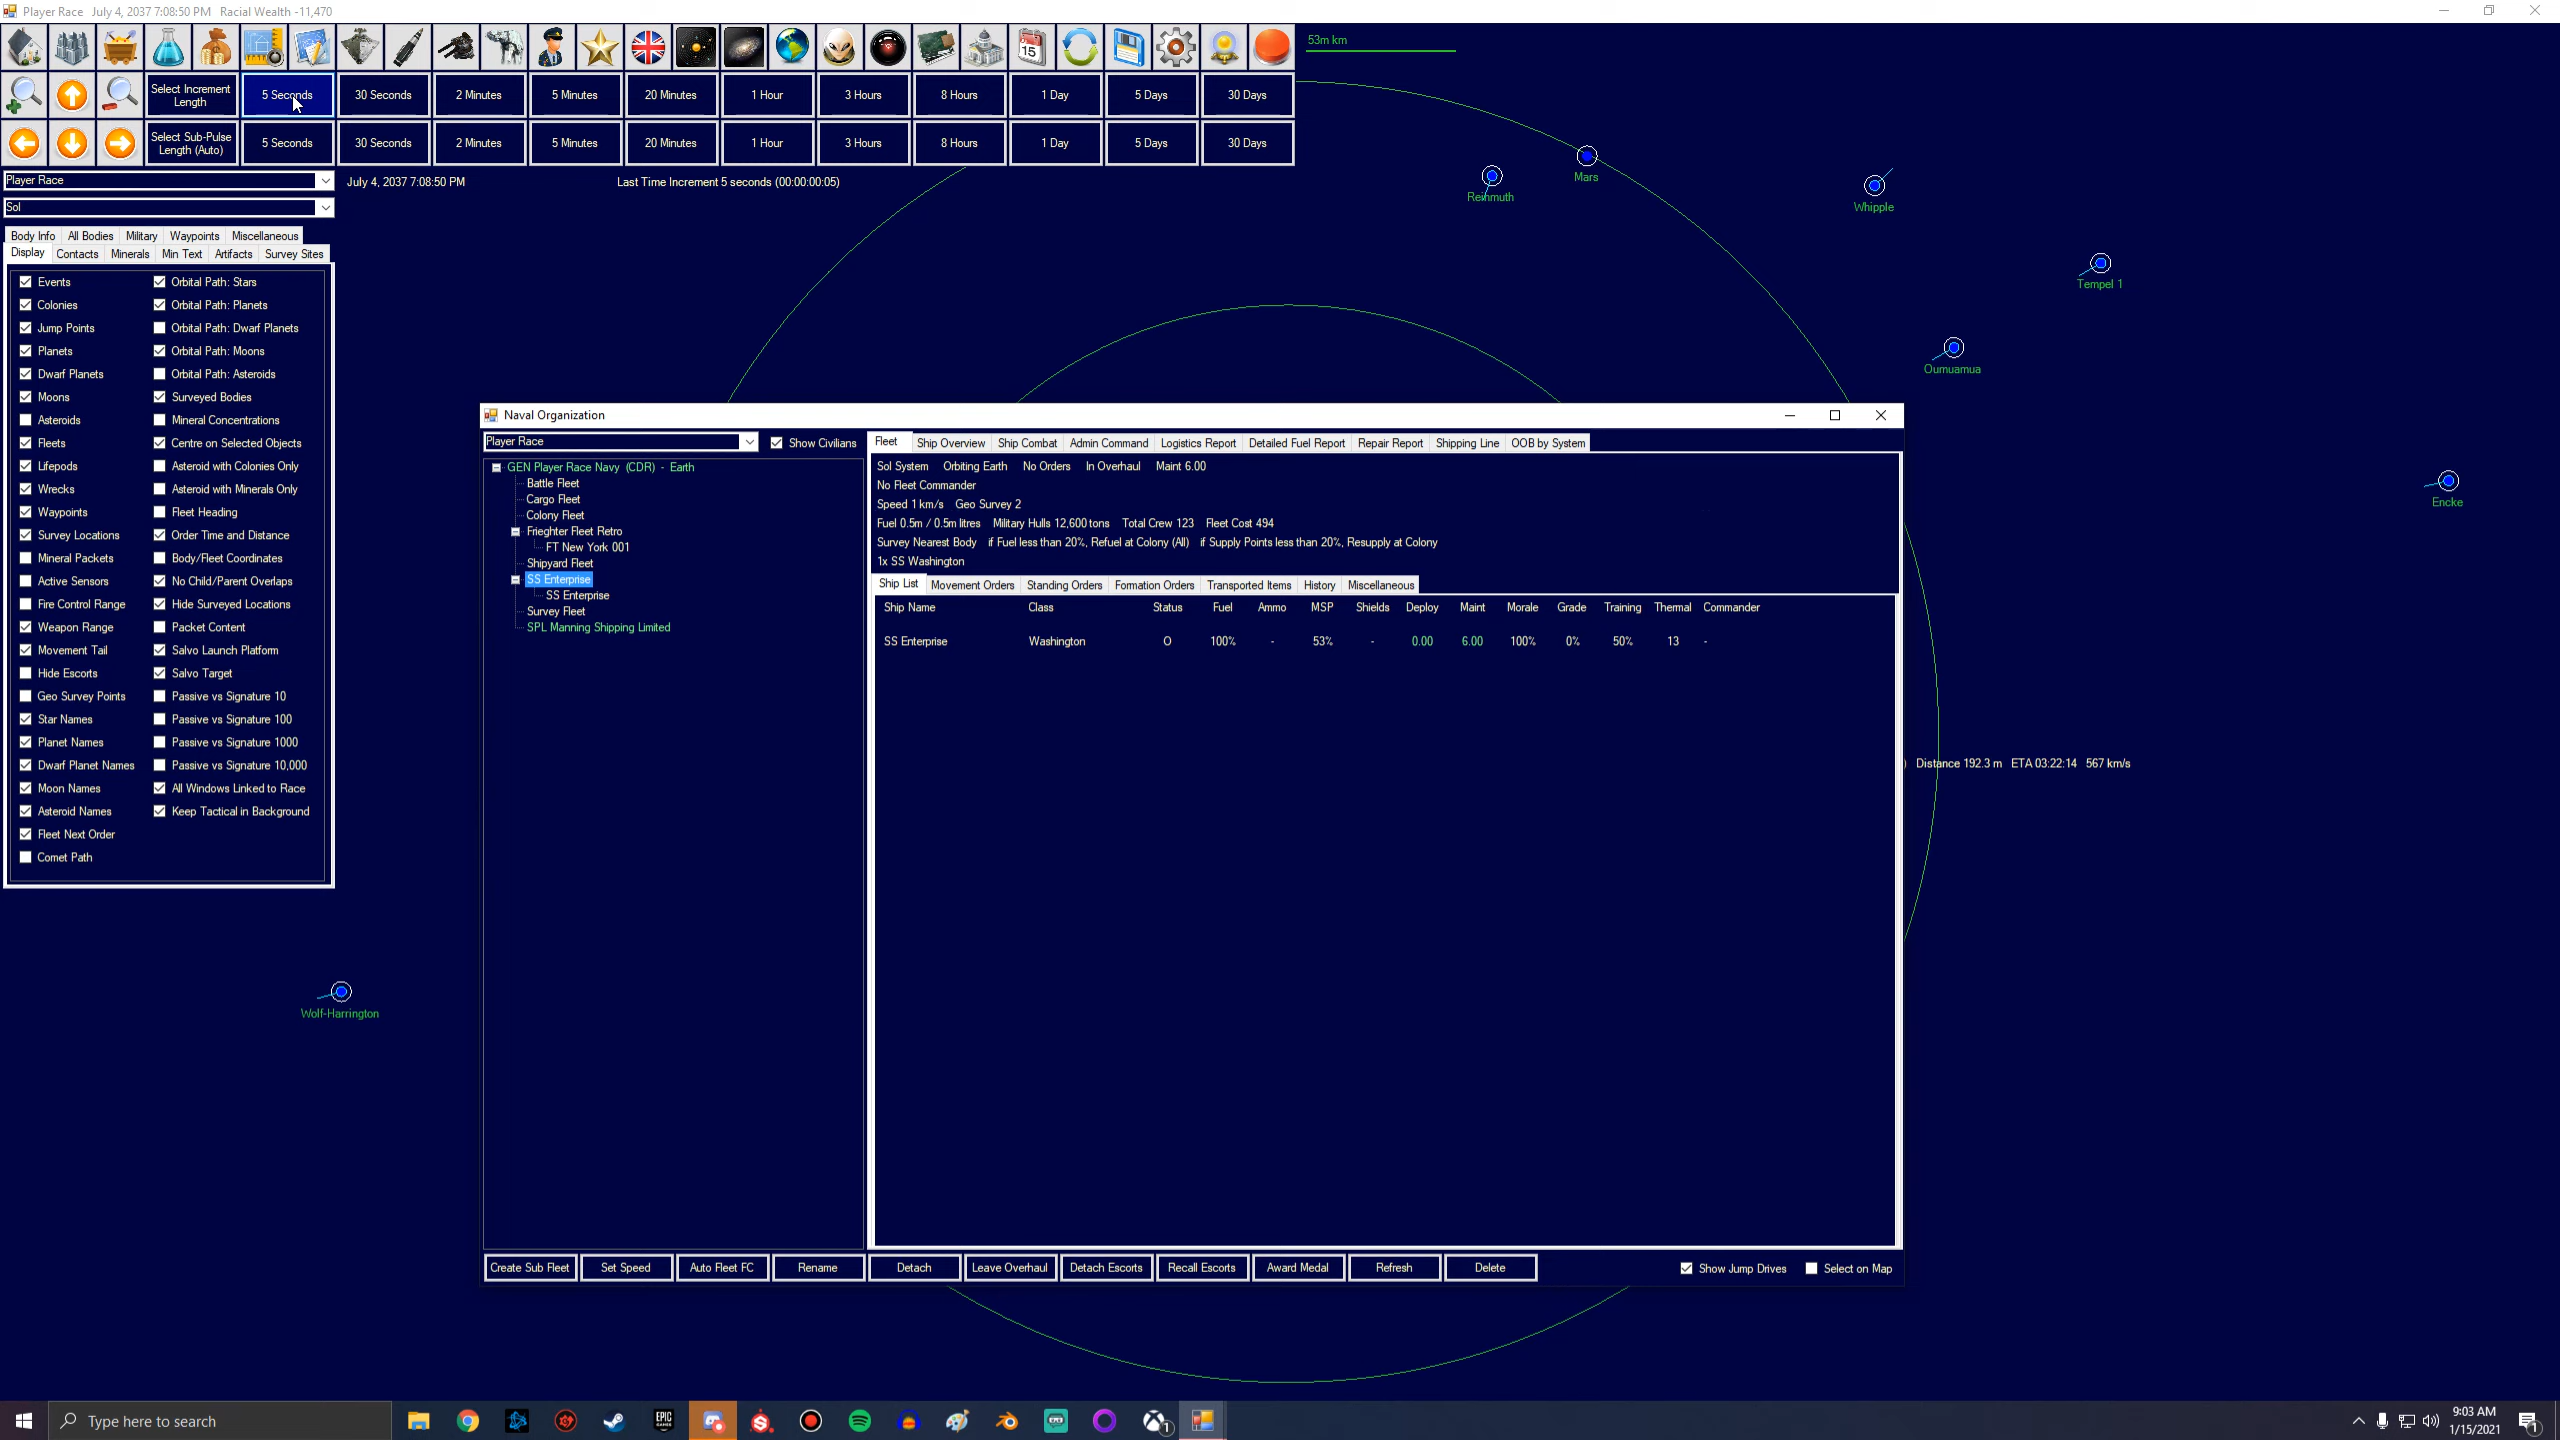 Player Race   July 4, 2037 7:08:50 PM   Racial Wealth -11,470
53m km
Select Increment Length
5 Seconds
30 Seconds
2 Minutes
5 Minutes
20 Minutes
1 Hour
3 Hours
8 Hours
1 Day
5 Days
30 Days
Select Sub-Pulse Length (Auto)
5 Seconds
30 Seconds
2 Minutes
5 Minutes
20 Minutes
1 Hour
3 Hours
8 Hours
1 Day
5 Days
30 Days
Player Race
July 4, 2037 7:08:50 PM
Last Time Increment 5 seconds (00:00:00:05)
Sol
Body Info   All Bodies   Military   Waypoints   Miscellaneous
Display   Contacts   Minerals   Min Text   Artifacts   Survey Sites
Events   Orbital Path: Stars
Colonies   Orbital Path: Planets
Jump Points   Orbital Path: Dwarf Planets
Planets   Orbital Path: Moons
Dwarf Planets   Orbital Path: Asteroids
Moons   Surveyed Bodies
Asteroids   Mineral Concentrations
Fleets   Centre on Selected Objects
Lifepods   Asteroid with Colonies Only
Wrecks   Asteroid with Minerals Only
Waypoints   Fleet Heading
Survey Locations   Order Time and Distance
Mineral Packets   Body/Fleet Coordinates
Active Sensors   No Child/Parent Overlaps
Fire Control Range   Hide Surveyed Locations
Weapon Range   Packet Content
Movement Tail   Salvo Launch Platform
Hide Escorts   Salvo Target
Geo Survey Points   Passive vs Signature 10
Star Names   Passive vs Signature 100
Planet Names   Passive vs Signature 1000
Dwarf Planet Names   Passive vs Signature 10,000
Moon Names   All Windows Linked to Race
Asteroid Names   Keep Tactical in Background
Fleet Next Order
Comet Path
Reinmuth
Mars
Whipple
Tempel 1
Oumuamua
Encke
Wolf-Harrington
) Distance 192.3 m   ETA 03:22:14   567 km/s
Naval Organization
Player Race   Show Civilians
GEN Player Race Navy (CDR) - Earth
Battle Fleet
Cargo Fleet
Colony Fleet
Frieghter Fleet Retro
FT New York 001
Shipyard Fleet
SS Enterprise
SS Enterprise
Survey Fleet
SPL Manning Shipping Limited
Fleet   Ship Overview   Ship Combat   Admin Command   Logistics Report   Detailed Fuel Report   Repair Report   Shipping Line   OOB by System
Sol System   Orbiting Earth   No Orders   In Overhaul   Maint 6.00
No Fleet Commander
Speed 1 km/s   Geo Survey 2
Fuel 0.5m / 0.5m litres   Military Hulls 12,600 tons   Total Crew 123   Fleet Cost 494
Survey Nearest Body   if Fuel less than 20%, Refuel at Colony (All)   if Supply Points less than 20%, Resupply at Colony
1x SS Washington
Ship List   Movement Orders   Standing Orders   Formation Orders   Transported Items   History   Miscellaneous
Ship Name   Class   Status   Fuel   Ammo   MSP   Shields   Deploy   Maint   Morale   Grade   Training   Thermal   Commander
SS Enterprise   Washington   O   100%   -   53%   -   0.00   6.00   100%   0%   50%   13   -
Create Sub Fleet   Set Speed   Auto Fleet FC   Rename   Detach   Leave Overhaul   Detach Escorts   Recall Escorts   Award Medal   Refresh   Delete   Show Jump Drives   Select on Map
Type here to search
EPIC GAMES
9:03 AM
1/15/2021